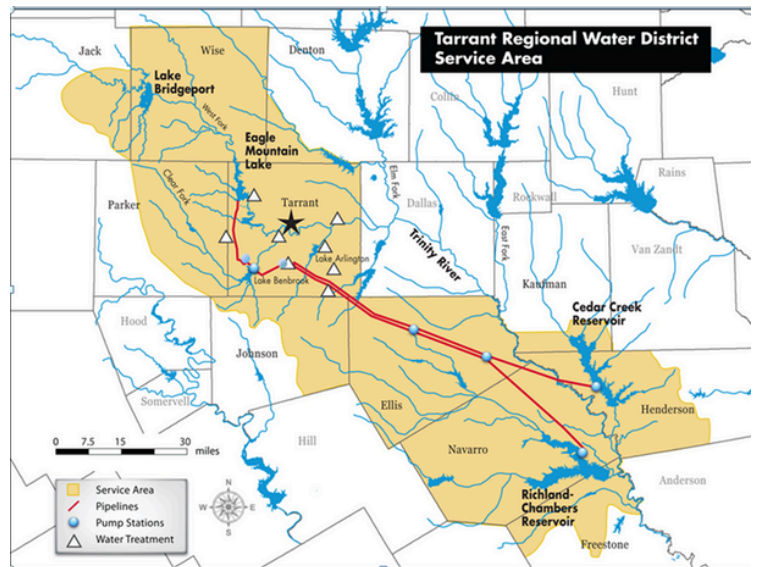 Tarrant Regional Water District
Service Area
Jack
Wise
Denton
Collin
Hunt
Lake
Bridgeport
West Fork
Eagle
Mountain
Lake
Elm Fork
Rains
Parker
Clear Fork
Tarrant
Dallas
Rockwall
East Fork
Trinity River
Van Zandt
Lake Arlington
Lake Benbrook
Kaufman
Cedar Creek
Reservoir
Hood
Johnson
Somervell
Ellis
Henderson
0 7.5 15 30 miles
Hill
Navarro
Anderson
Richland-
Chambers
Reservoir
Freestone
Service Area
Pipelines
Pump Stations
Water Treatment
N
W E
S